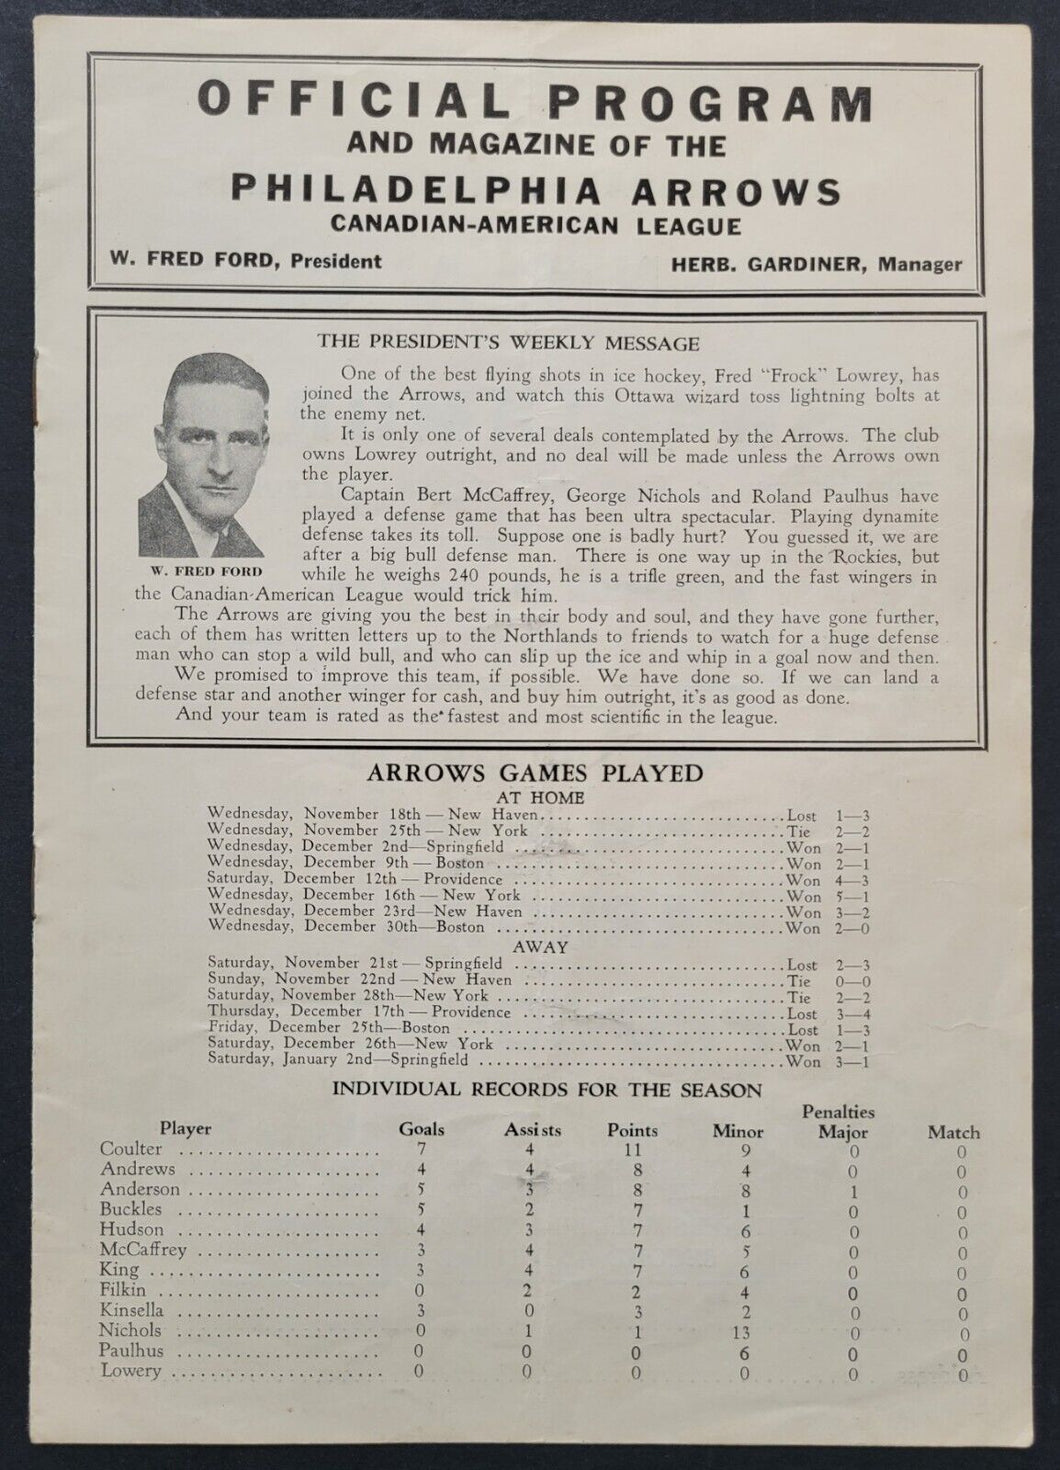 OFFICIAL PROGRAM
AND MAGAZINE OF THE
PHILADELPHIA ARROWS
CANADIAN-AMERICAN LEAGUE
W. FRED FORD, President HERB. GARDINER, Manager
THE PRESIDENT'S WEEKLY MESSAGE
One of the best flying shots in ice hockey, Fred "Frock" Lowrey, has
joined the Arrows, and watch this Ottawa wizard toss lightning bolts at
the enemy net.
It is only one of several deals contemplated by the Arrows. The club
owns Lowrey outright, and no deal will be made unless the Arrows own
the player.
Captain Bert McCaffrey, George Nichols and Roland Paulhus have
played a defense game that has been ultra spectacular. Playing dynamite
defense takes its toll. Suppose one is badly hurt? You guessed it, we are
after a big bull defense man. There is one way up in the Rockies, but
W. FRED FORD
while he weighs 240 pounds, he is a trifle green, and the fast wingers in
the Canadian-American League would trick him.
The Arrows are giving you the best in their body and soul, and they have gone further,
each of them has written letters up to the Northlands to friends to watch for a huge defense
man who can stop a wild bull, and who can slip up the ice and whip in a goal now and then.
We promised to improve this team, if possible. We have done so. If we can land a
defense star and another winger for cash, and buy him outright, it's as good as done.
And your team is rated as the fastest and most scientific in the league.
ARROWS GAMES PLAYED
AT HOME
Wednesday, November 18th — New Haven Lost 1—3
Wednesday, November 25th — New York Tie 2—2
Wednesday, December 2nd—Springfield Won 2—1
Wednesday, December 9th — Boston Won 2—1
Saturday, December 12th — Providence Won 4—3
Wednesday, December 16th — New York Won 5—1
Wednesday, December 23rd—New Haven Won 3—2
Wednesday, December 30th—Boston Won 2—0
AWAY
Saturday, November 21st — Springfield Lost 2—3
Sunday, November 22nd — New Haven Tie 0—0
Saturday, November 28th—New York Tie 2—2
Thursday, December 17th — Providence Lost 3—4
Friday, December 25th—Boston Lost 1—3
Saturday, December 26th—New York Won 2—1
Saturday, January 2nd—Springfield Won 3—1
INDIVIDUAL RECORDS FOR THE SEASON
Penalties
Player Goals Assists Points Minor Major Match
Coulter 7 4 11 9 0 0
Andrews 4 4 8 4 0 0
Anderson 5 3 8 8 1 0
Buckles 5 2 7 1 0 0
Hudson 4 3 7 6 0 0
McCaffrey 3 4 7 5 0 0
King 3 4 7 6 0 0
Filkin 0 2 2 4 0 0
Kinsella 3 0 3 2 0 0
Nichols 0 1 1 13 0 0
Paulhus 0 0 0 6 0 0
Lowery 0 0 0 0 0 0